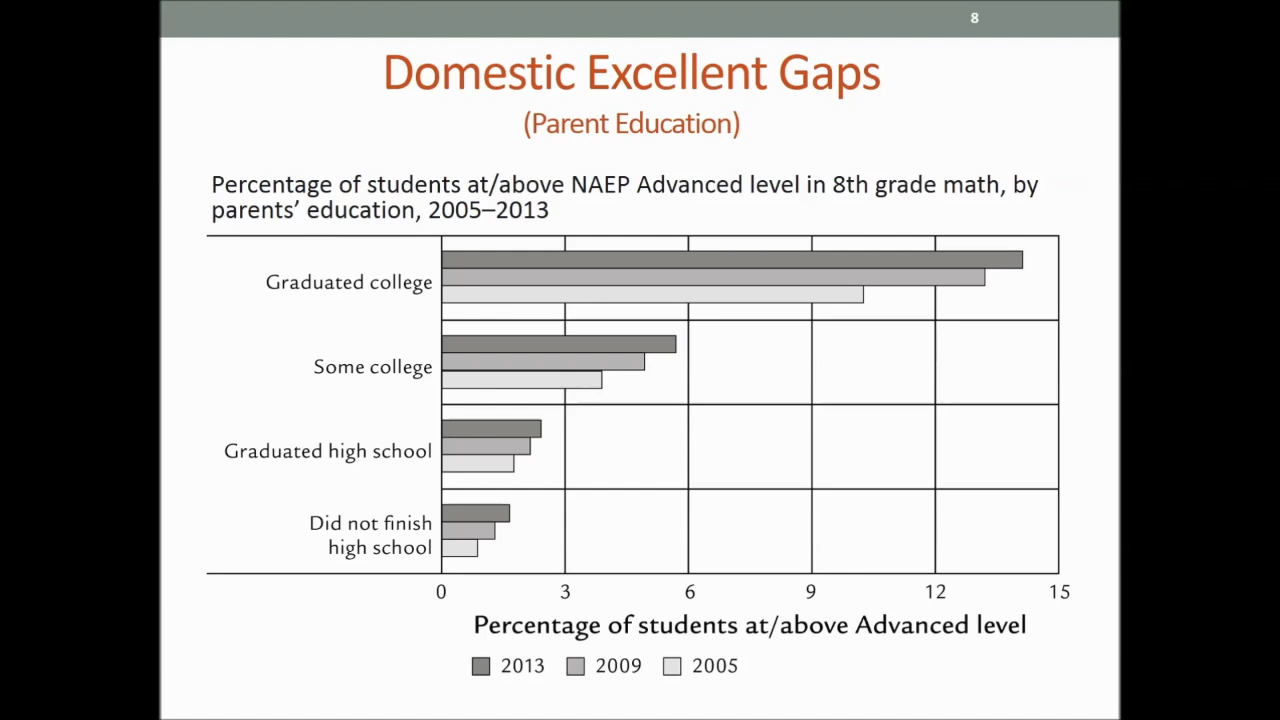 8
Domestic Excellent Gaps
(Parent Education)
Percentage of students at/above NAEP Advanced level in 8th grade math, by
parents’ education, 2005–2013
Graduated college
Some college
Graduated high school
Did not finish
high school
0 3 6 9 12 15
Percentage of students at/above Advanced level
2013 2009 2005